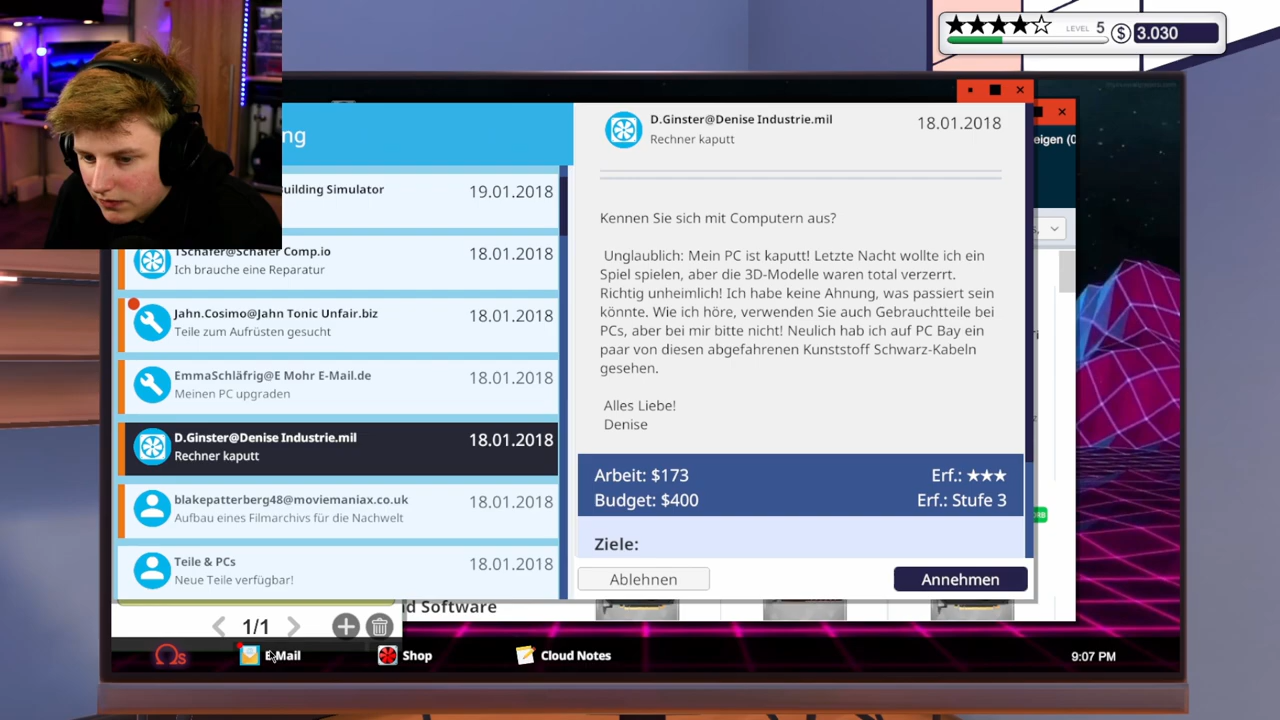 LEVEL 5 $ 3.030
eigen (0
ng
D.Ginster@Denise Industrie.mil
18.01.2018
Rechner kaputt
uilding Simulator
19.01.2018
TSchäfer@Schäfer Comp.io
18.01.2018
Ich brauche eine Reparatur
Jahn.Cosimo@Jahn Tonic Unfair.biz
18.01.2018
Teile zum Aufrüsten gesucht
EmmaSchläfrig@E Mohr E-Mail.de
18.01.2018
Meinen PC upgraden
D.Ginster@Denise Industrie.mil
18.01.2018
Rechner kaputt
blakepatterberg48@moviemaniax.co.uk
18.01.2018
Aufbau eines Filmarchivs für die Nachwelt
Teile & PCs
18.01.2018
Neue Teile verfügbar!
Kennen Sie sich mit Computern aus?
Unglaublich: Mein PC ist kaputt! Letzte Nacht wollte ich ein
Spiel spielen, aber die 3D-Modelle waren total verzerrt.
Richtig unheimlich! Ich habe keine Ahnung, was passiert sein
könnte. Wie ich höre, verwenden Sie auch Gebrauchtteile bei
PCs, aber bei mir bitte nicht! Neulich hab ich auf PC Bay ein
paar von diesen abgefahrenen Kunststoff Schwarz-Kabeln
gesehen.
Alles Liebe!
Denise
Arbeit: $173
Erf.: ★★★
Budget: $400
Erf.: Stufe 3
Ziele:
Ablehnen
Annehmen
d Software
1/1
Ωs
E-Mail
Shop
Cloud Notes
9:07 PM